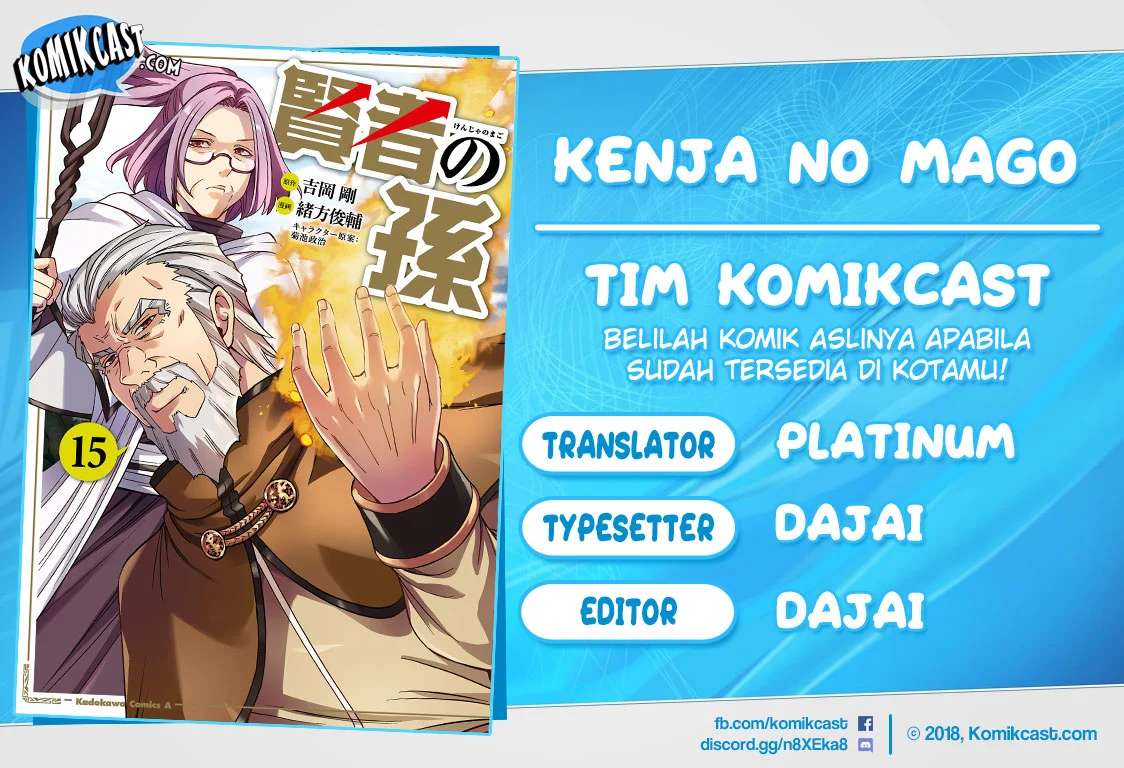 KOMIKCAST
.COM
賢者の孫
けんじゃのまご
原作 吉岡 剛
漫画 緒方俊輔
キャラクター原案：
菊池政治
15
Kadokawa Comics A
KENJA NO MAGO
TIM KOMIKCAST
BELILAH KOMIK ASLINYA APABILA
SUDAH TERSEDIA DI KOTAMU!
TRANSLATOR PLATINUM
TYPESETTER DAJAI
EDITOR DAJAI
fb.com/komikcast
discord.gg/n8XEka8
© 2018, Komikcast.com